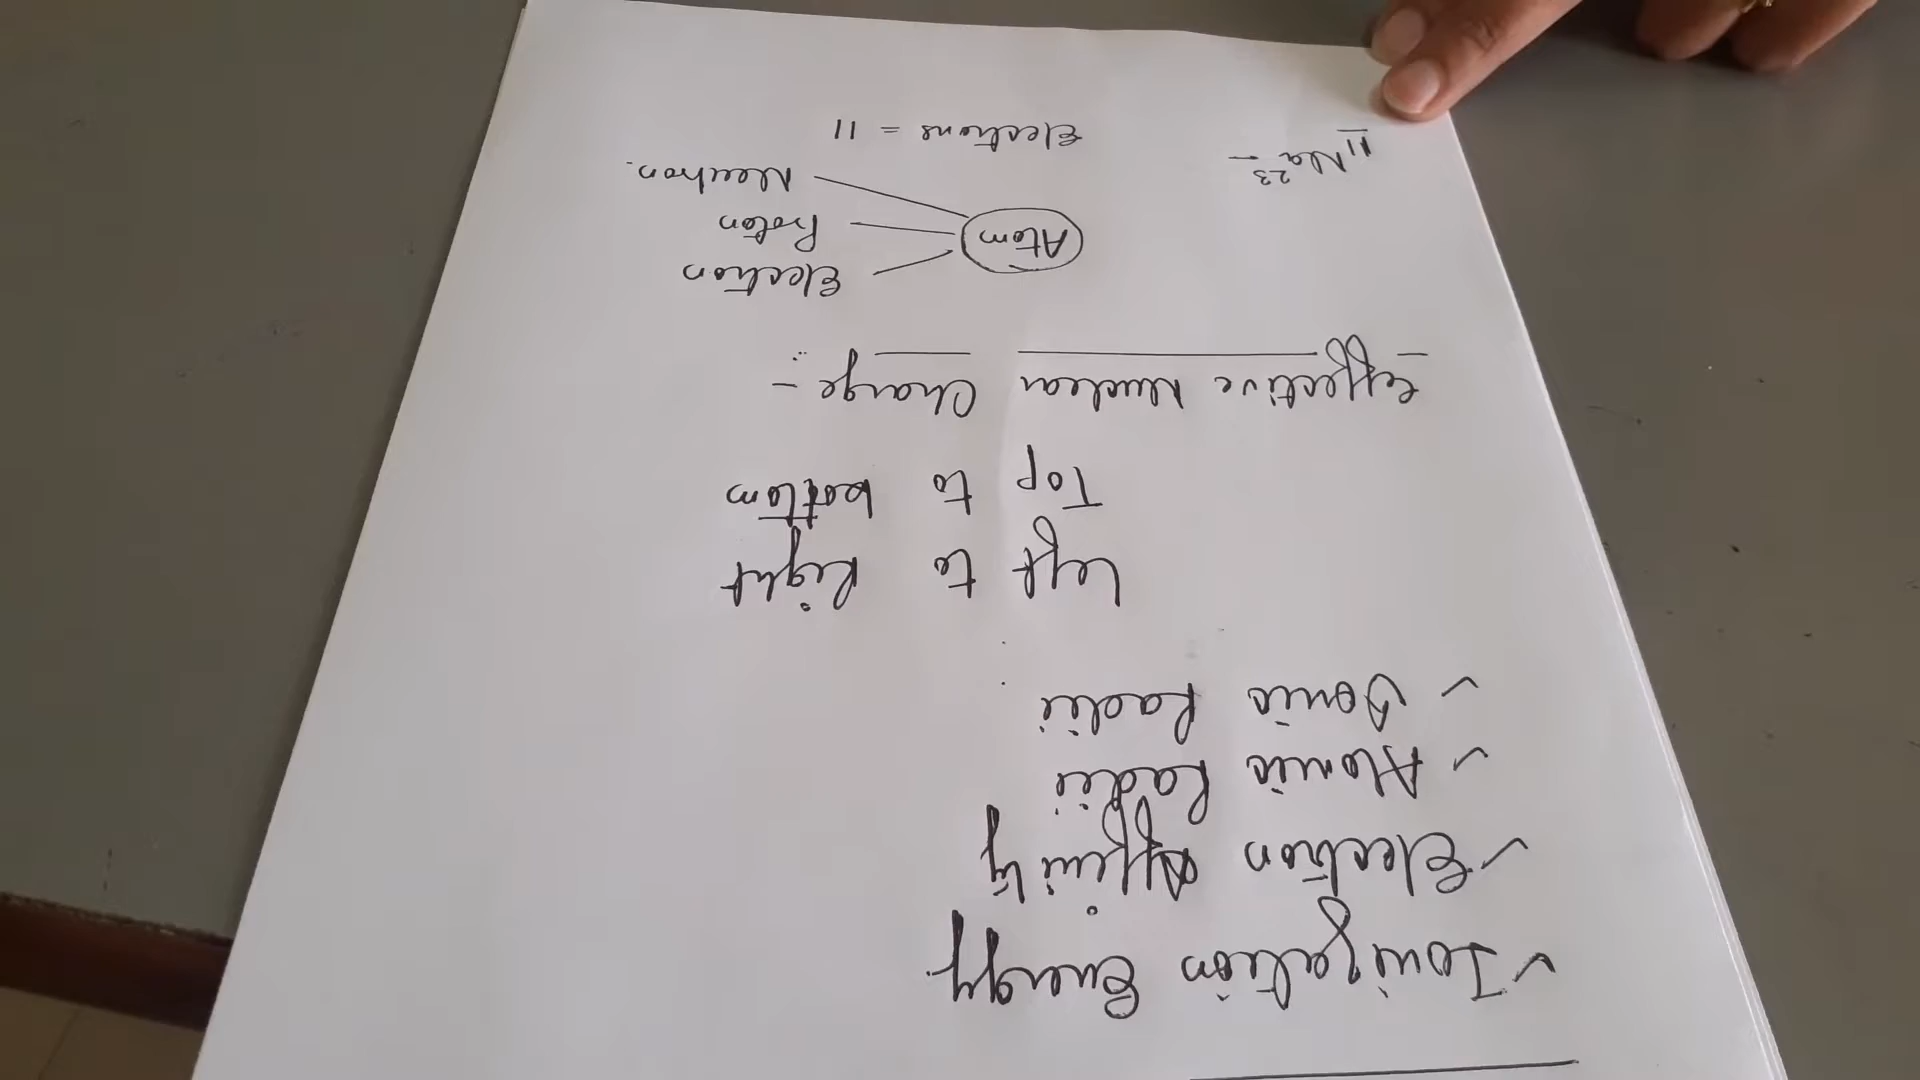 ✓ Ionization Energy
✓ Electron Affinity
✓ Atomic Radii
✓ Ionic Radii
Left to Right
Top to bottom
Effective Nuclear Charge :-
Electron
Atom Proton
Neutron.
₁₁Na²³ - Electrons = 11